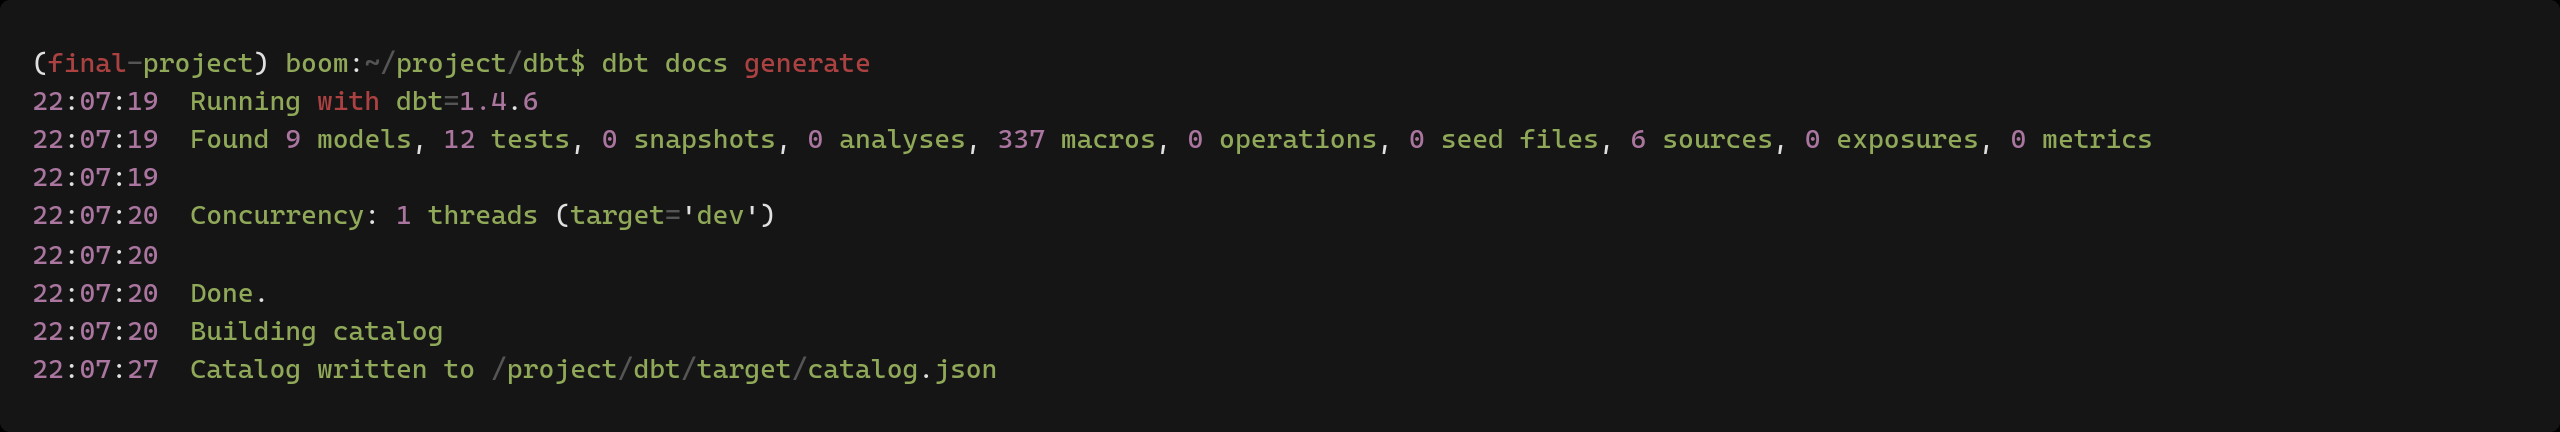 (final-project) boom:~/project/dbt$ dbt docs generate
22:07:19  Running with dbt=1.4.6
22:07:19  Found 9 models, 12 tests, 0 snapshots, 0 analyses, 337 macros, 0 operations, 0 seed files, 6 sources, 0 exposures, 0 metrics
22:07:19
22:07:20  Concurrency: 1 threads (target='dev')
22:07:20
22:07:20  Done.
22:07:20  Building catalog
22:07:27  Catalog written to /project/dbt/target/catalog.json